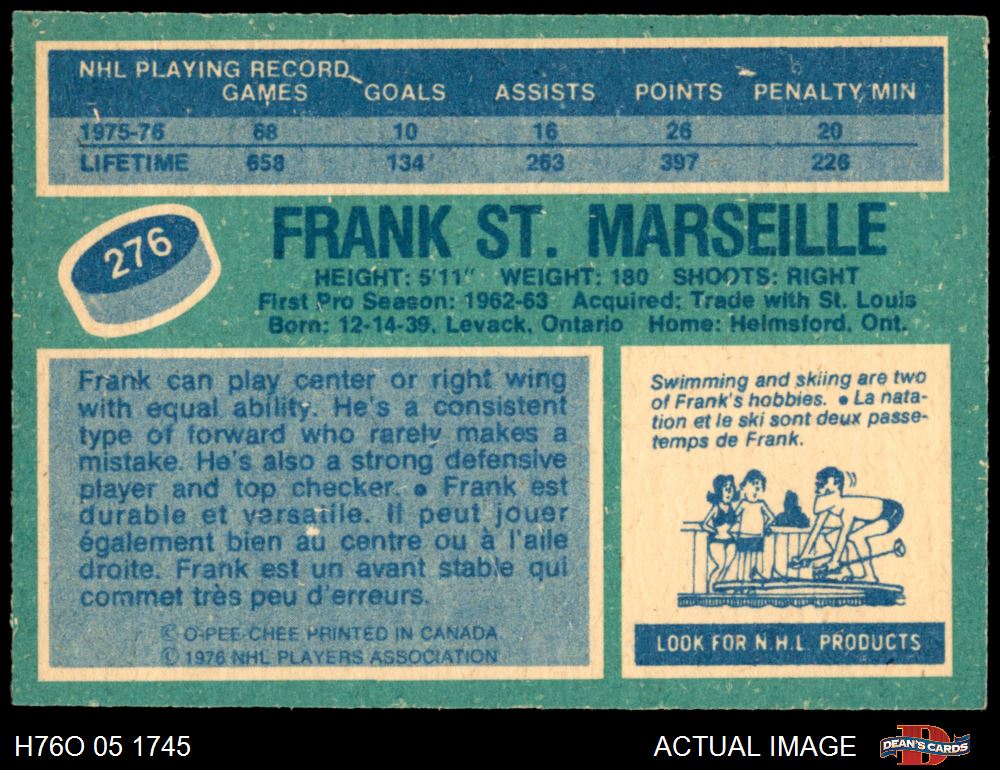 NHL PLAYING RECORD
GAMES GOALS ASSISTS POINTS PENALTY MIN
1975-76 68 10 16 26 20
LIFETIME 658 134 263 397 226
276
FRANK ST. MARSEILLE
HEIGHT: 5'11" WEIGHT: 180 SHOOTS: RIGHT
First Pro Season: 1962-63 Acquired: Trade with St. Louis
Born: 12-14-39, Levack, Ontario Home: Helmsford, Ont.
Frank can play center or right wing
with equal ability. He's a consistent
type of forward who rarely makes a
mistake. He's also a strong defensive
player and top checker. ● Frank est
durable et versatile. Il peut jouer
également bien au centre ou à l'aile
droite. Frank est un avant stable qui
commet très peu d'erreurs.
© O-PEE-CHEE PRINTED IN CANADA.
© 1976 NHL PLAYERS ASSOCIATION
Swimming and skiing are two
of Frank's hobbies. ● La nata-
tion et le ski sont deux passe-
temps de Frank.
LOOK FOR N.H.L PRODUCTS
H76O 05 1745
ACTUAL IMAGE
DEAN'S CARDS